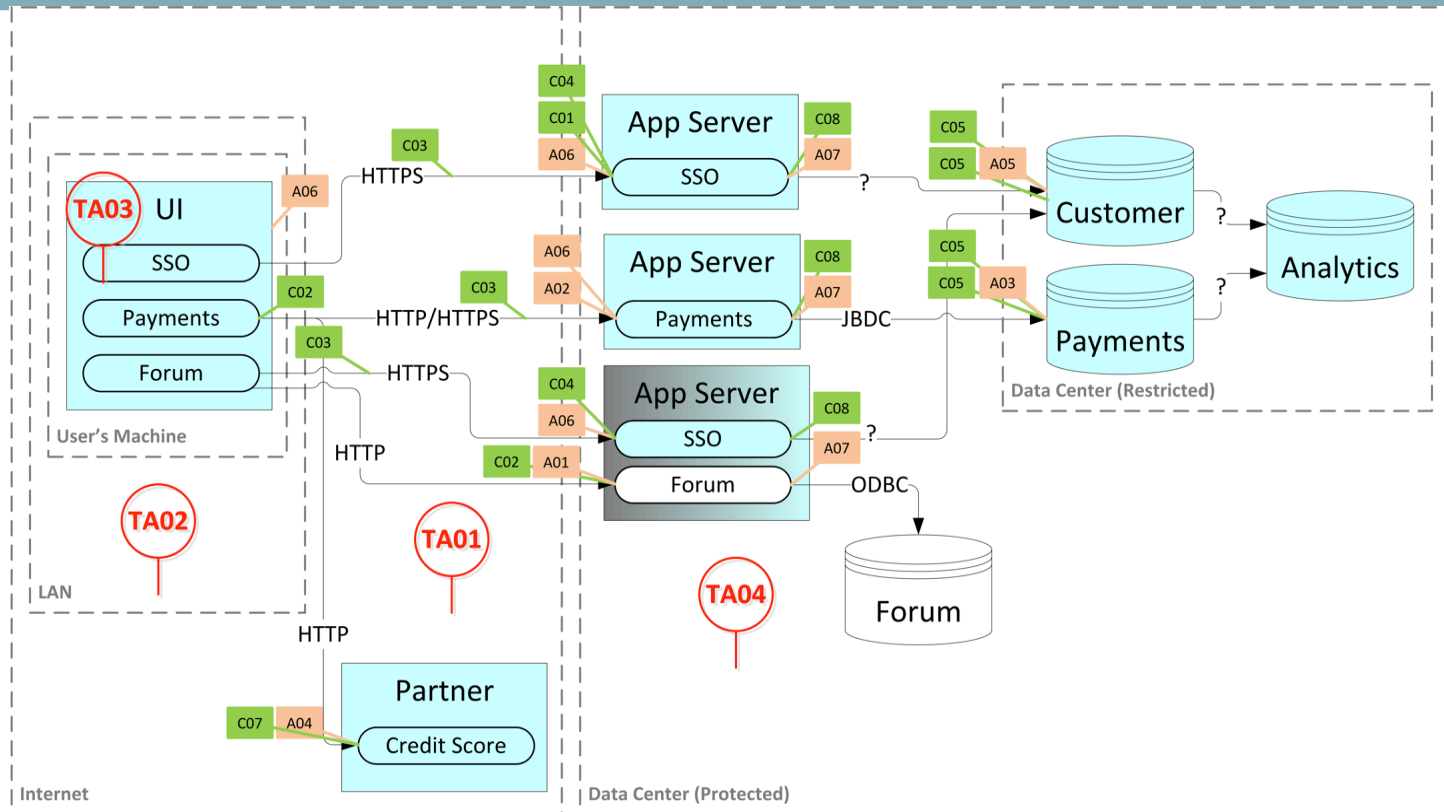 C04
C01
A06
App Server
SSO
C08
A07
C03
HTTPS
?
C05
C05
A05
Customer
?
Analytics
TA03
UI
A06
SSO
C02
Payments
C03
Forum
C03
HTTP/HTTPS
A06
A02
App Server
Payments
C08
A07
JBDC
C05
C05
A03
Payments
?
Data Center (Restricted)
HTTPS
C04
A06
App Server
SSO
C08
?
A07
User's Machine
HTTP
C02
A01
Forum
ODBC
TA02
TA01
TA04
Forum
LAN
HTTP
Partner
C07
A04
Credit Score
Internet
Data Center (Protected)